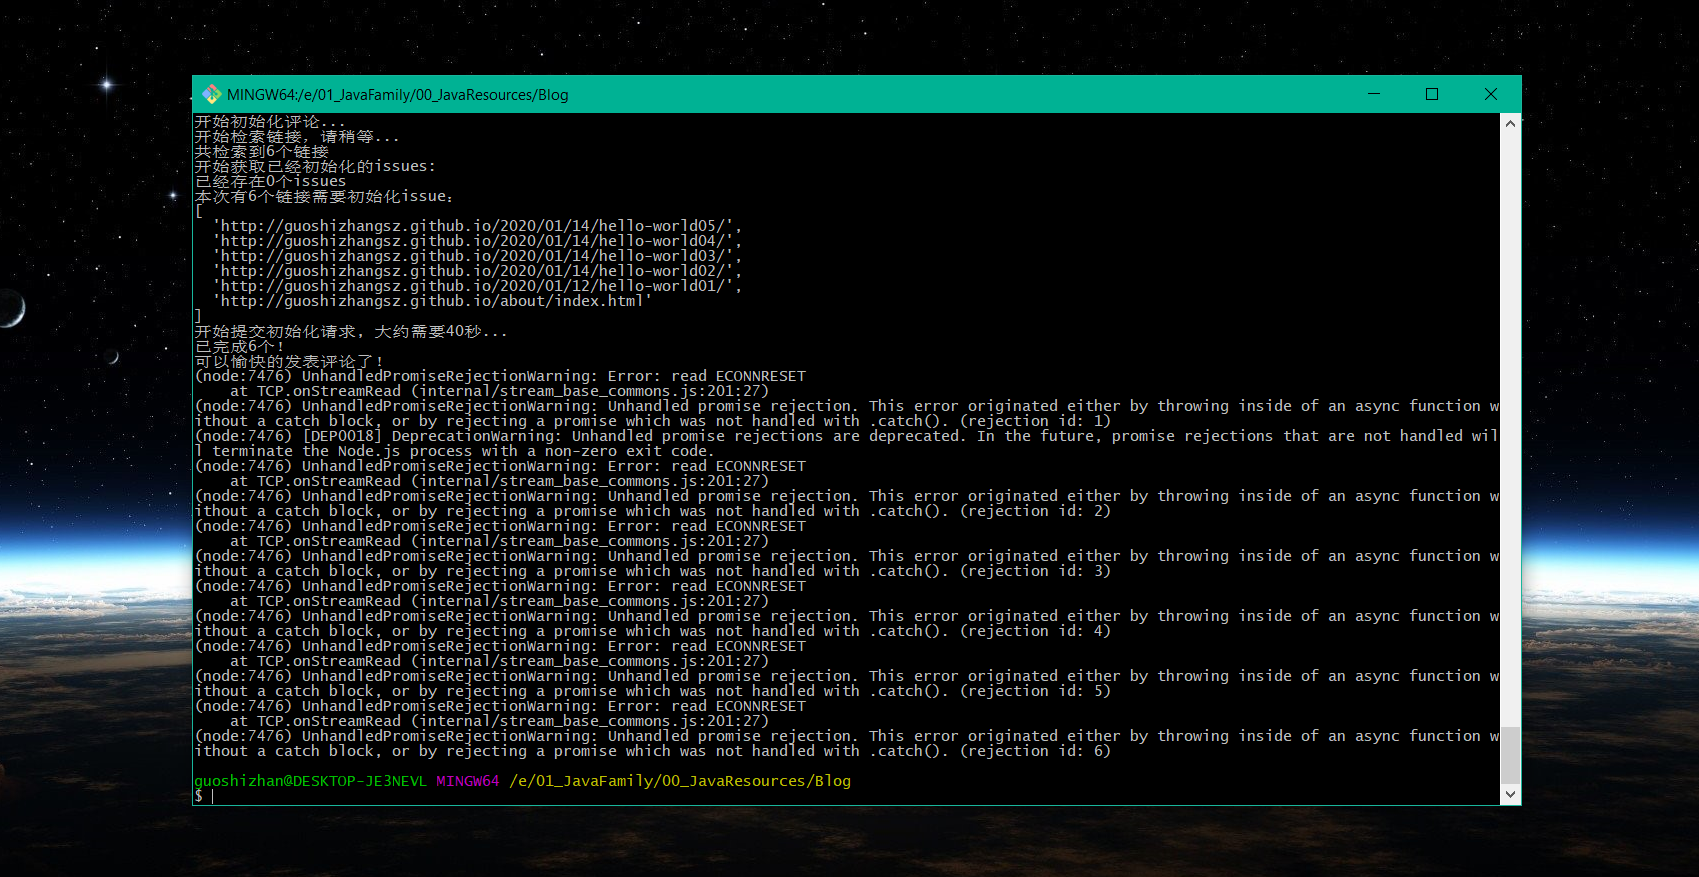 MINGW64:/e/01_JavaFamily/00_JavaResources/Blog
开始初始化评论...
开始检索链接，请稍等...
共检索到6个链接
开始获取已经初始化的issues:
已经存在0个issues
本次有6个链接需要初始化issue：
[
  'http://guoshizhangsz.github.io/2020/01/14/hello-world05/',
  'http://guoshizhangsz.github.io/2020/01/14/hello-world04/',
  'http://guoshizhangsz.github.io/2020/01/14/hello-world03/',
  'http://guoshizhangsz.github.io/2020/01/14/hello-world02/',
  'http://guoshizhangsz.github.io/2020/01/12/hello-world01/',
  'http://guoshizhangsz.github.io/about/index.html'
]
开始提交初始化请求，大约需要40秒...
已完成6个！
可以愉快的发表评论了！
(node:7476) UnhandledPromiseRejectionWarning: Error: read ECONNRESET
    at TCP.onStreamRead (internal/stream_base_commons.js:201:27)
(node:7476) UnhandledPromiseRejectionWarning: Unhandled promise rejection. This error originated either by throwing inside of an async function w
ithout a catch block, or by rejecting a promise which was not handled with .catch(). (rejection id: 1)
(node:7476) [DEP0018] DeprecationWarning: Unhandled promise rejections are deprecated. In the future, promise rejections that are not handled wil
l terminate the Node.js process with a non-zero exit code.
(node:7476) UnhandledPromiseRejectionWarning: Error: read ECONNRESET
    at TCP.onStreamRead (internal/stream_base_commons.js:201:27)
(node:7476) UnhandledPromiseRejectionWarning: Unhandled promise rejection. This error originated either by throwing inside of an async function w
ithout a catch block, or by rejecting a promise which was not handled with .catch(). (rejection id: 2)
(node:7476) UnhandledPromiseRejectionWarning: Error: read ECONNRESET
    at TCP.onStreamRead (internal/stream_base_commons.js:201:27)
(node:7476) UnhandledPromiseRejectionWarning: Unhandled promise rejection. This error originated either by throwing inside of an async function w
ithout a catch block, or by rejecting a promise which was not handled with .catch(). (rejection id: 3)
(node:7476) UnhandledPromiseRejectionWarning: Error: read ECONNRESET
    at TCP.onStreamRead (internal/stream_base_commons.js:201:27)
(node:7476) UnhandledPromiseRejectionWarning: Unhandled promise rejection. This error originated either by throwing inside of an async function w
ithout a catch block, or by rejecting a promise which was not handled with .catch(). (rejection id: 4)
(node:7476) UnhandledPromiseRejectionWarning: Error: read ECONNRESET
    at TCP.onStreamRead (internal/stream_base_commons.js:201:27)
(node:7476) UnhandledPromiseRejectionWarning: Unhandled promise rejection. This error originated either by throwing inside of an async function w
ithout a catch block, or by rejecting a promise which was not handled with .catch(). (rejection id: 5)
(node:7476) UnhandledPromiseRejectionWarning: Error: read ECONNRESET
    at TCP.onStreamRead (internal/stream_base_commons.js:201:27)
(node:7476) UnhandledPromiseRejectionWarning: Unhandled promise rejection. This error originated either by throwing inside of an async function w
ithout a catch block, or by rejecting a promise which was not handled with .catch(). (rejection id: 6)
guoshizhan@DESKTOP-JE3NEVL MINGW64 /e/01_JavaFamily/00_JavaResources/Blog
$